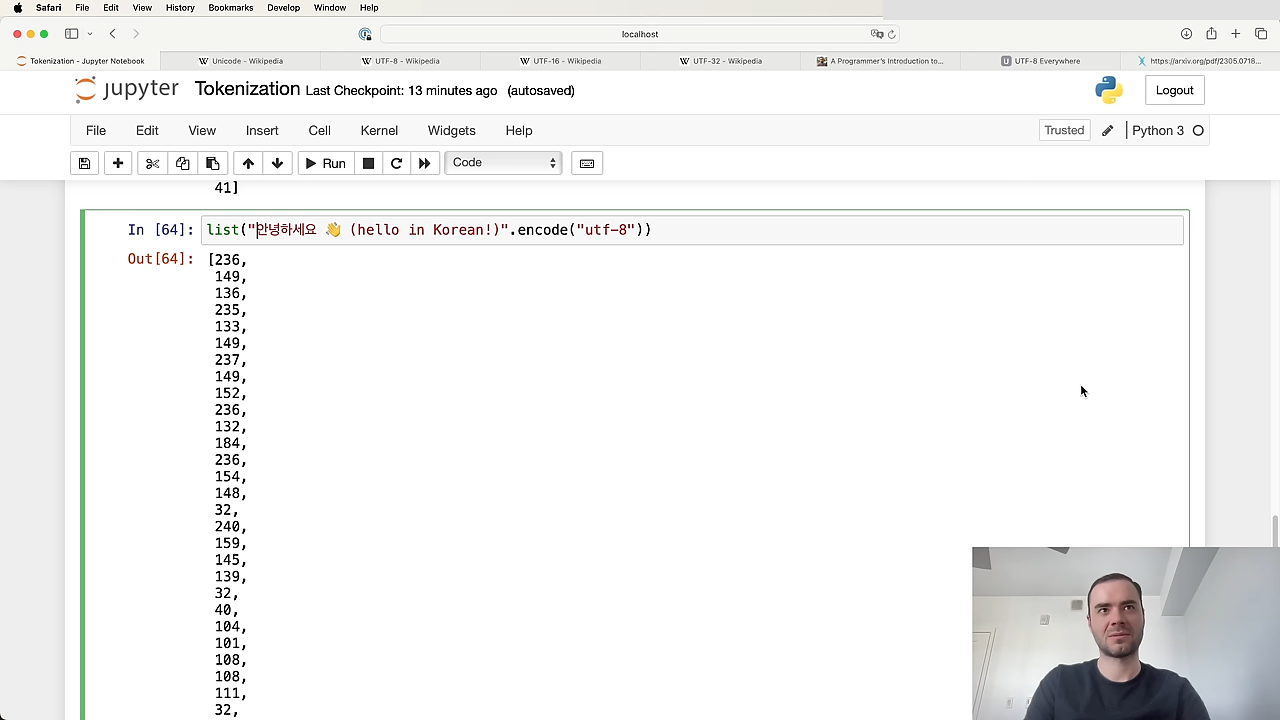 Safari File Edit View History Bookmarks Develop Window Help
localhost
Tokenization - Jupyter Notebook
Unicode - Wikipedia
UTF-8 - Wikipedia
UTF-16 - Wikipedia
UTF-32 - Wikipedia
A Programmer's Introduction to...
UTF-8 Everywhere
https://arxiv.org/pdf/2305.0718...
jupyter Tokenization Last Checkpoint: 13 minutes ago (autosaved)
Logout
File Edit View Insert Cell Kernel Widgets Help
Trusted
Python 3
Run
Code
41]
In [64]: list("안녕하세요 👋 (hello in Korean!)".encode("utf-8"))
Out[64]: [236,
149,
136,
235,
133,
149,
237,
149,
152,
236,
132,
184,
236,
154,
148,
32,
240,
159,
145,
139,
32,
40,
104,
101,
108,
108,
111,
32,